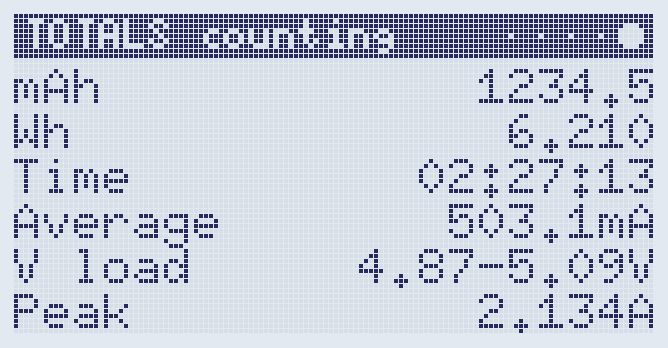 TOTALS counting
mAh 1234.5
Wh 6.210
Time 02:27:13
Average 503.1mA
V load 4.87-5.09V
Peak 2.134A